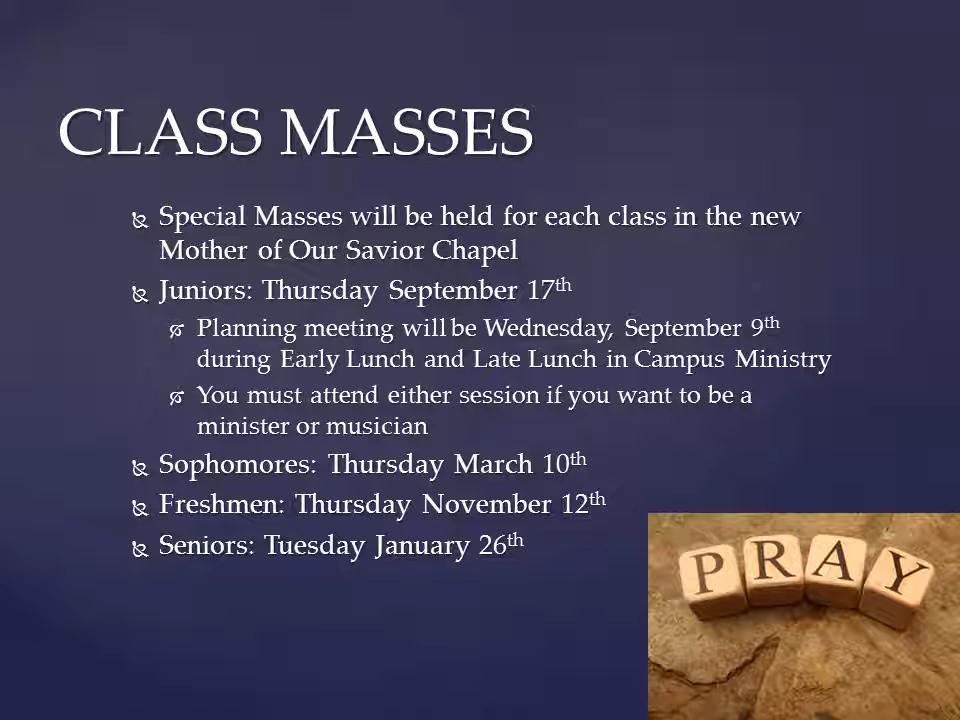 CLASS MASSES
Special Masses will be held for each class in the new
Mother of Our Savior Chapel
Juniors: Thursday September 17th
Planning meeting will be Wednesday, September 9th
during Early Lunch and Late Lunch in Campus Ministry
You must attend either session if you want to be a
minister or musician
Sophomores: Thursday March 10th
Freshmen: Thursday November 12th
Seniors: Tuesday January 26th
PRAY